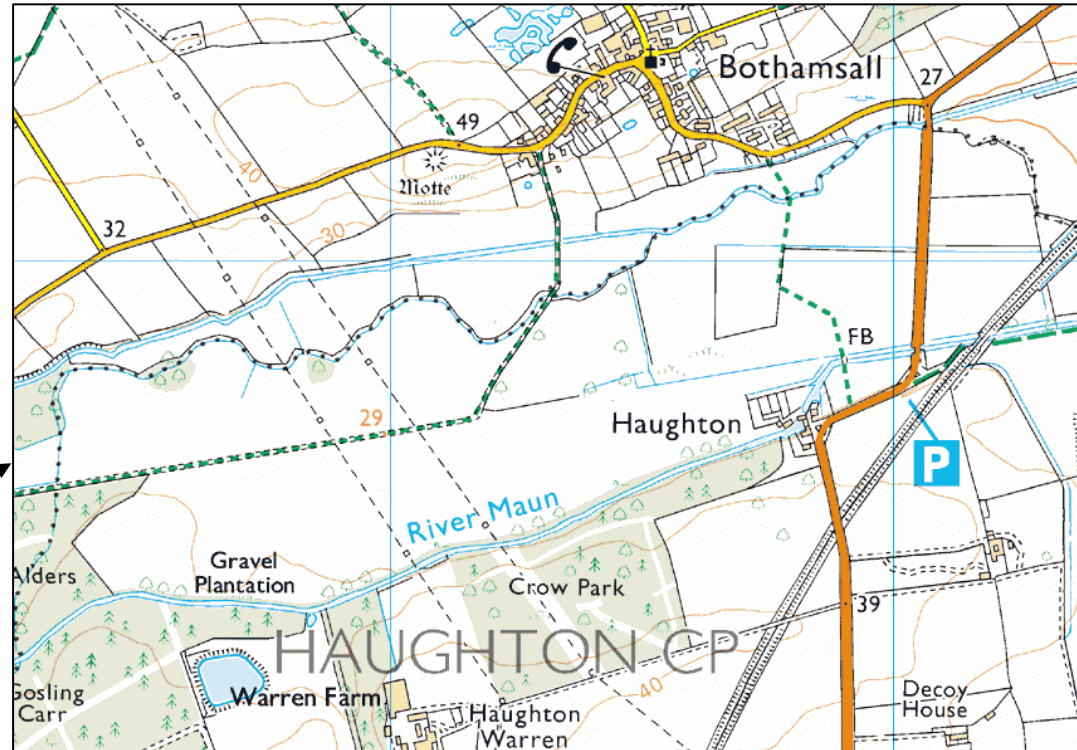 Bothamsall
27
49
40
Motte
32
30
FB
29
Haughton
P
River Maun
Gravel
Plantation
Alders
Crow Park
39
HAUGHTON CP
40
Gosling
Carr
Warren Farm
Haughton
Warren
Decoy
House